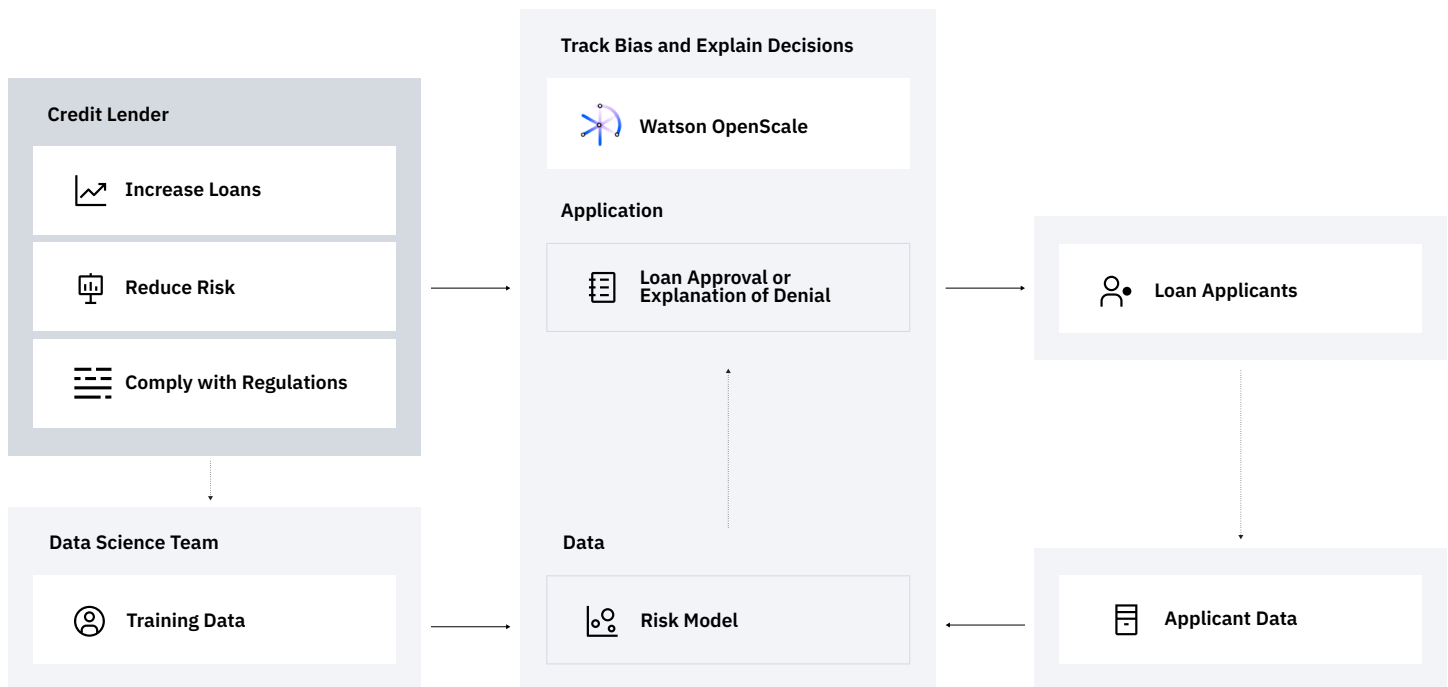 Credit Lender
Increase Loans
Reduce Risk
Comply with Regulations
Data Science Team
Training Data
Track Bias and Explain Decisions
Watson OpenScale
Application
Loan Approval or
Explanation of Denial
Data
Risk Model
Loan Applicants
Applicant Data